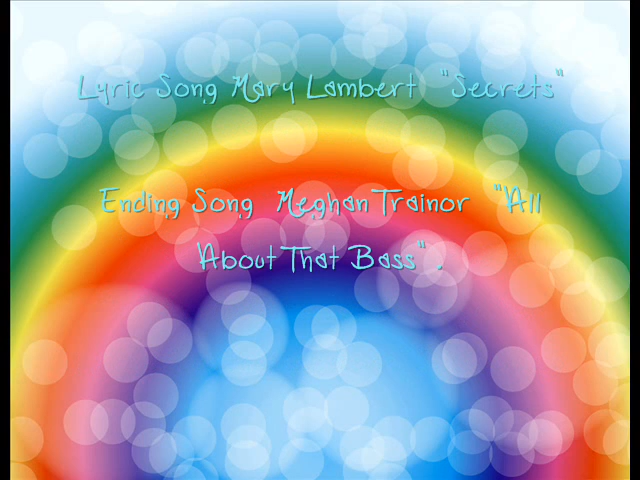 Lyric Song Mary Lambert "Secrets"
Ending Song Meghan Trainor "All
About That Bass".